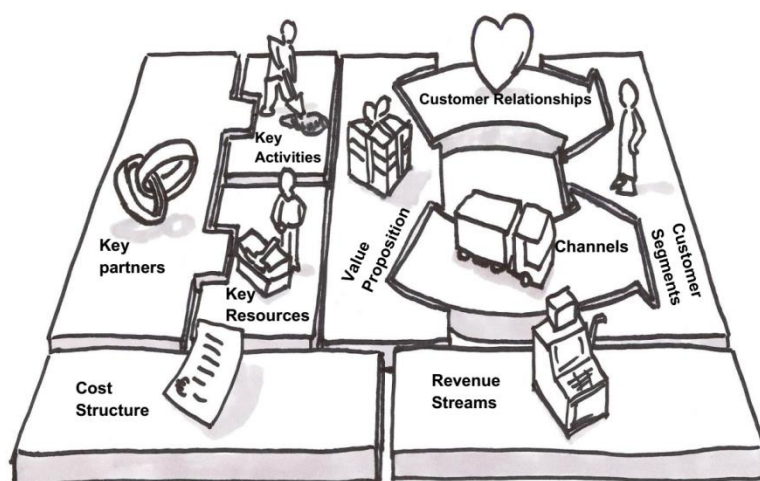 Key
partners
Key
Activities
Key
Resources
Value
Proposition
Customer Relationships
Channels
Customer
Segments
Cost
Structure
Revenue
Streams